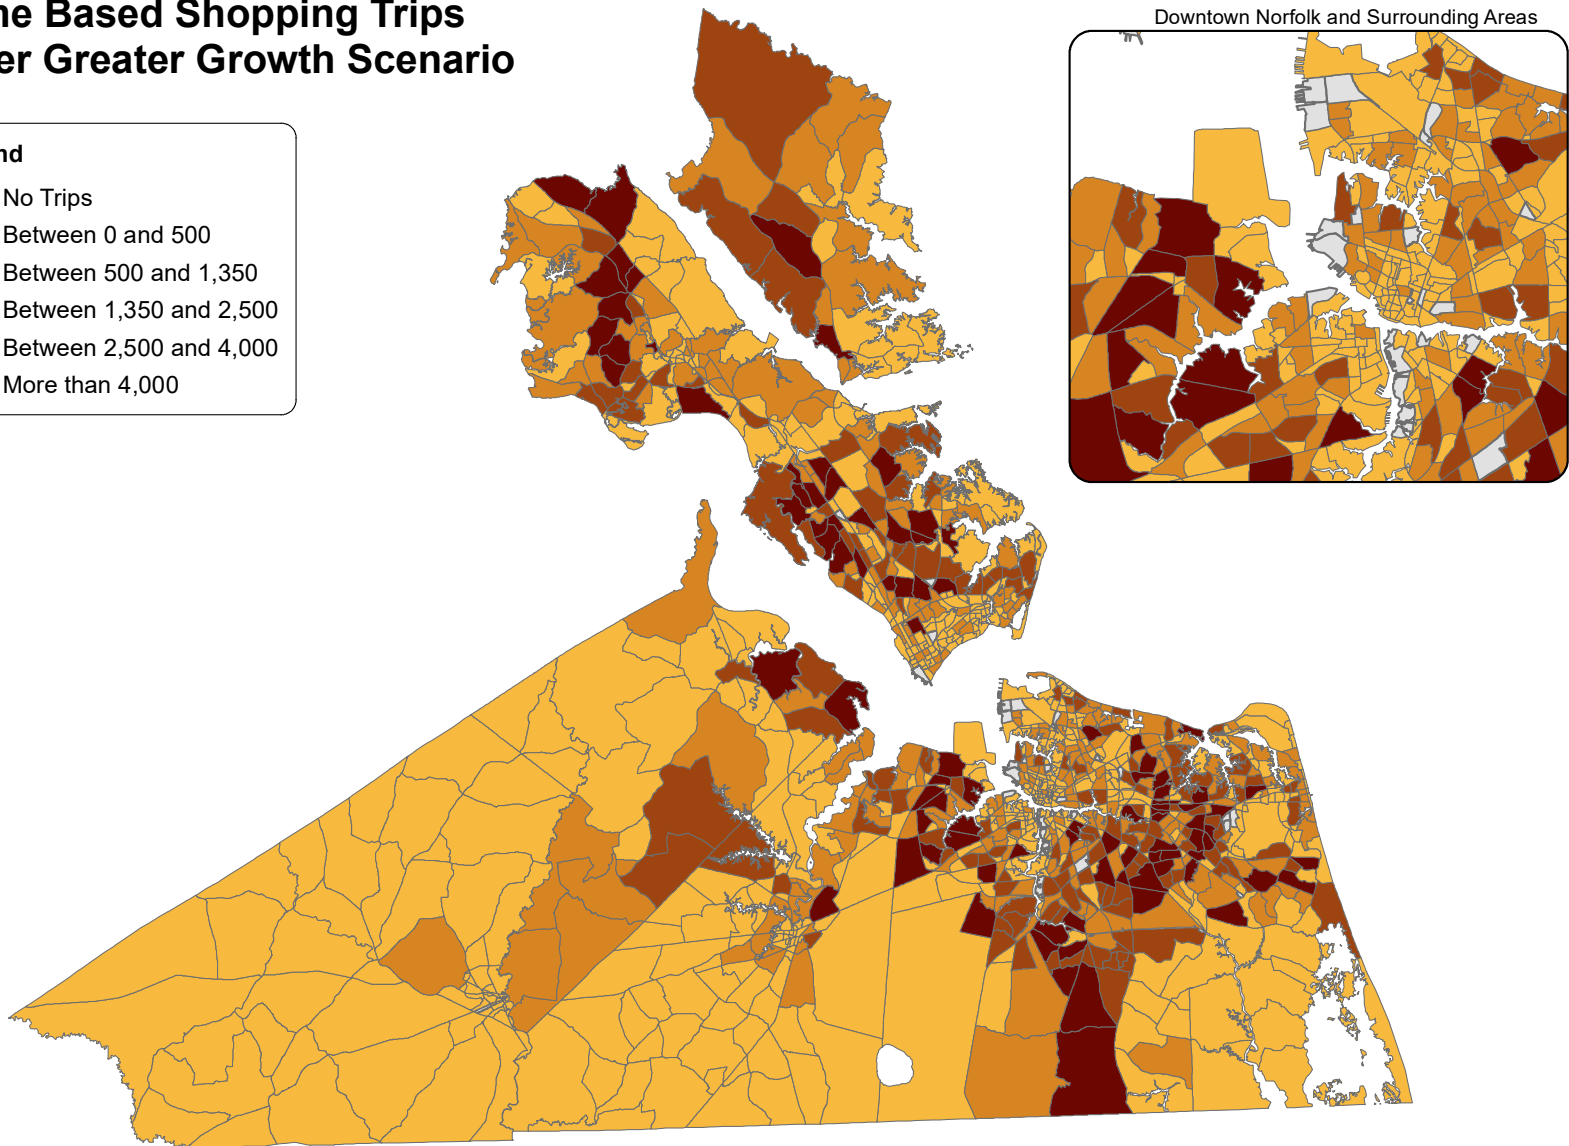 ne Based Shopping Trips
er Greater Growth Scenario
nd
No Trips
Between 0 and 500
Between 500 and 1,350
Between 1,350 and 2,500
Between 2,500 and 4,000
More than 4,000
Downtown Norfolk and Surrounding Areas